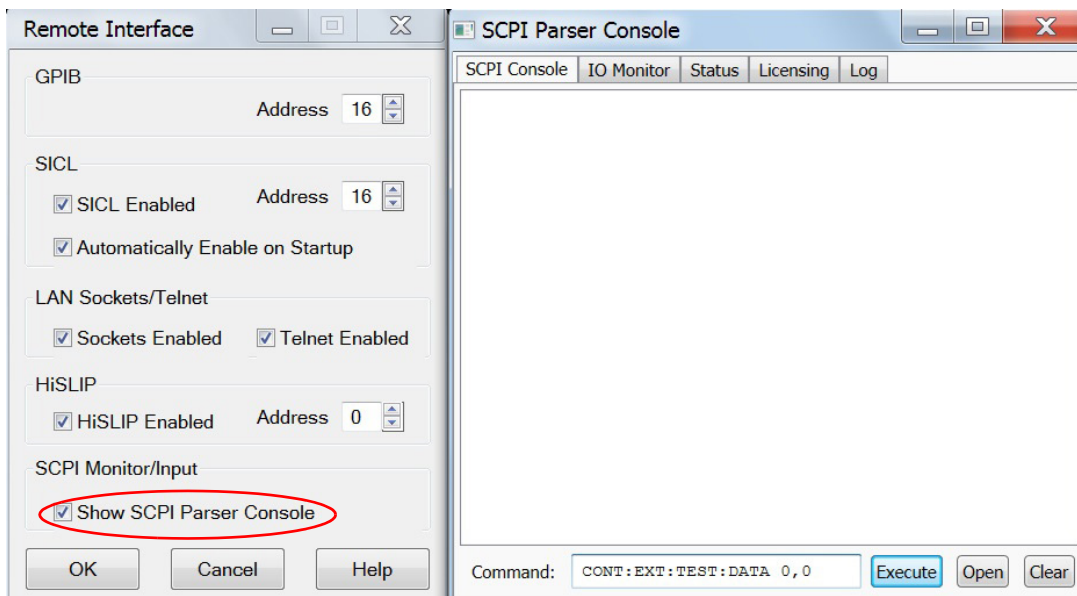 Remote Interface
GPIB
Address 16
SICL
SICL Enabled Address 16
Automatically Enable on Startup
LAN Sockets/Telnet
Sockets Enabled Telnet Enabled
HiSLIP
HiSLIP Enabled Address 0
SCPI Monitor/Input
Show SCPI Parser Console
OK Cancel Help
SCPI Parser Console
SCPI Console IO Monitor Status Licensing Log
Command: CONT:EXT:TEST:DATA 0,0 Execute Open Clear